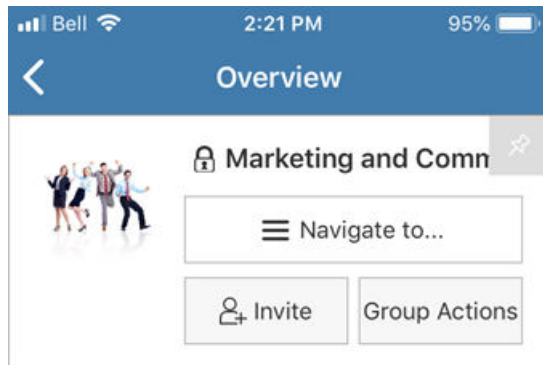 Bell 2:21 PM 95%
Overview
Marketing and Comm
Navigate to...
Invite Group Actions